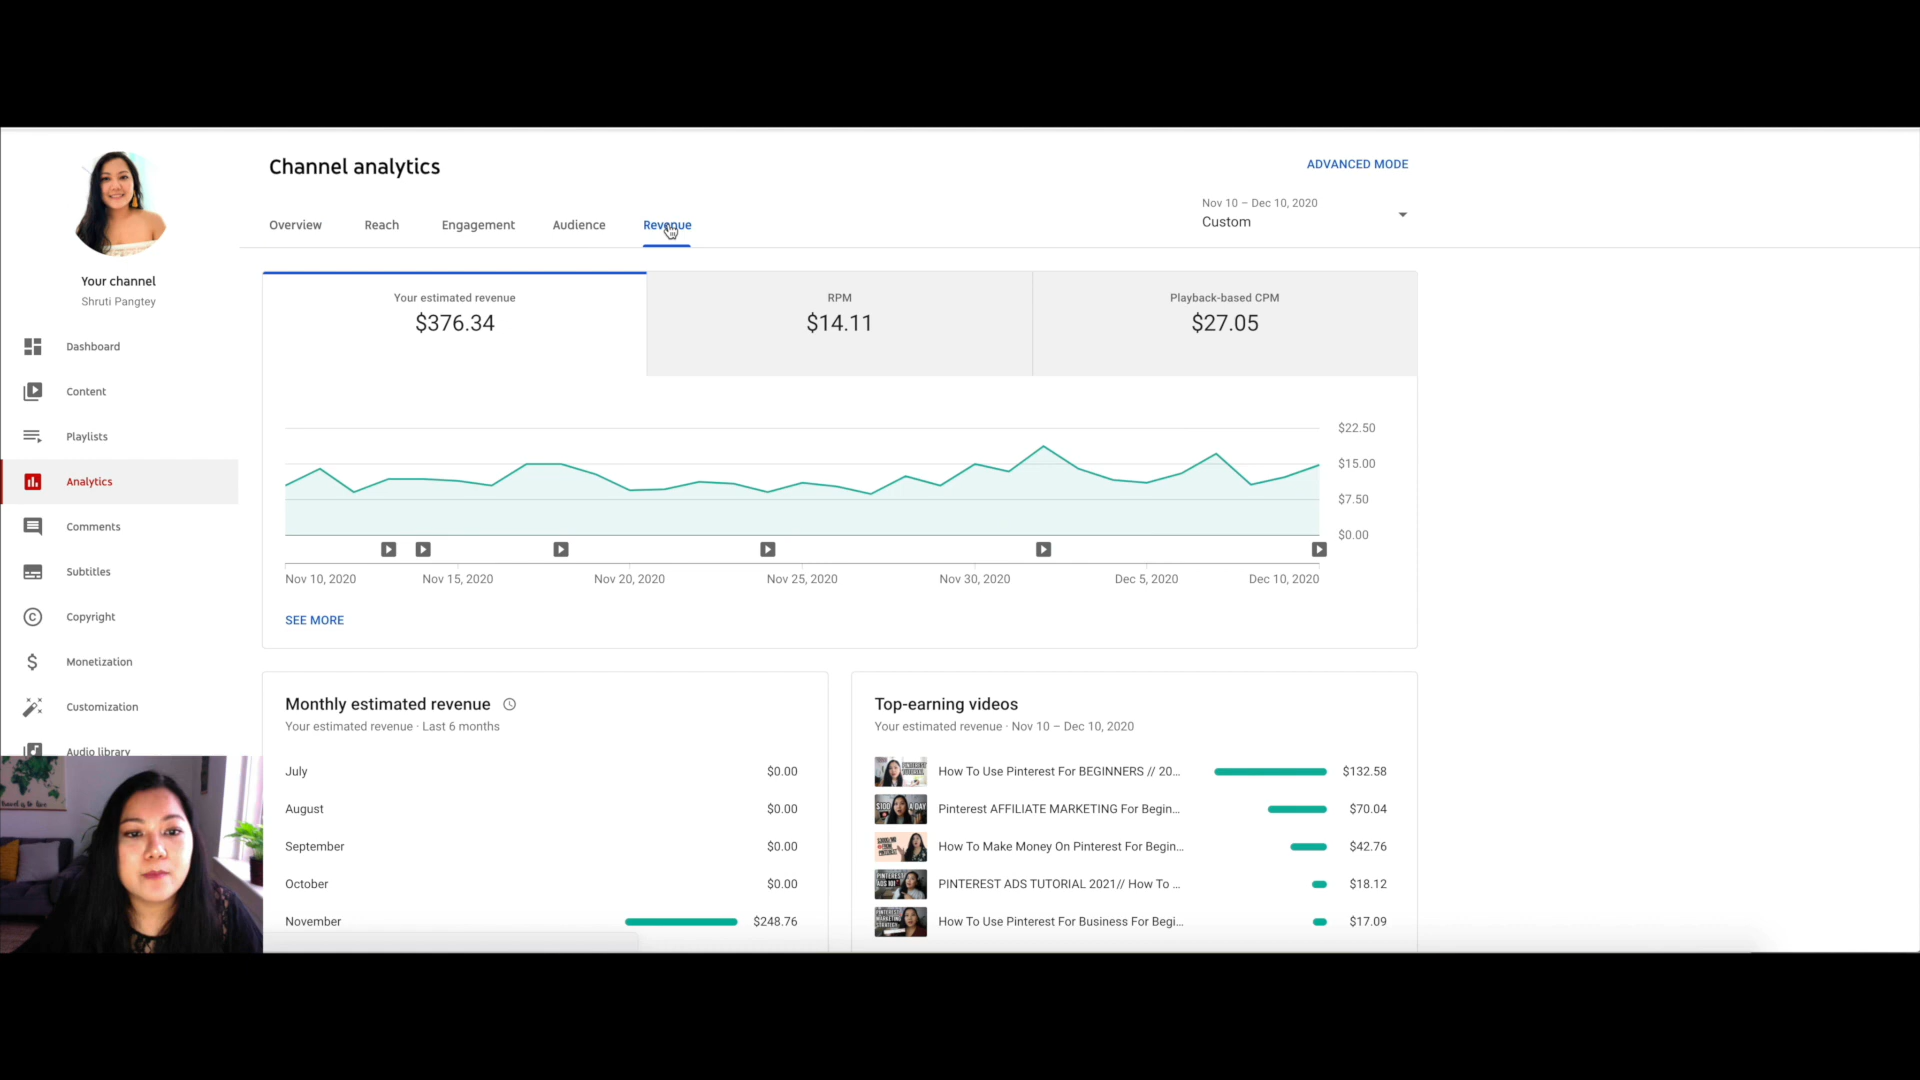 Channel analytics
ADVANCED MODE
Nov 10 – Dec 10, 2020
Custom
Overview
Reach
Engagement
Audience
Revenue
Your channel
Shruti Pangtey
Dashboard
Content
Playlists
Analytics
Comments
Subtitles
Copyright
Monetization
Customization
Audio library
Your estimated revenue
$376.34
RPM
$14.11
Playback-based CPM
$27.05
$22.50
$15.00
$7.50
$0.00
Nov 10, 2020
Nov 15, 2020
Nov 20, 2020
Nov 25, 2020
Nov 30, 2020
Dec 5, 2020
Dec 10, 2020
SEE MORE
Monthly estimated revenue
Your estimated revenue · Last 6 months
July $0.00
August $0.00
September $0.00
October $0.00
November $248.76
Top-earning videos
Your estimated revenue · Nov 10 – Dec 10, 2020
How To Use Pinterest For BEGINNERS // 20... $132.58
Pinterest AFFILIATE MARKETING For Begin... $70.04
How To Make Money On Pinterest For Begin... $42.76
PINTEREST ADS TUTORIAL 2021// How To ... $18.12
How To Use Pinterest For Business For Begi... $17.09